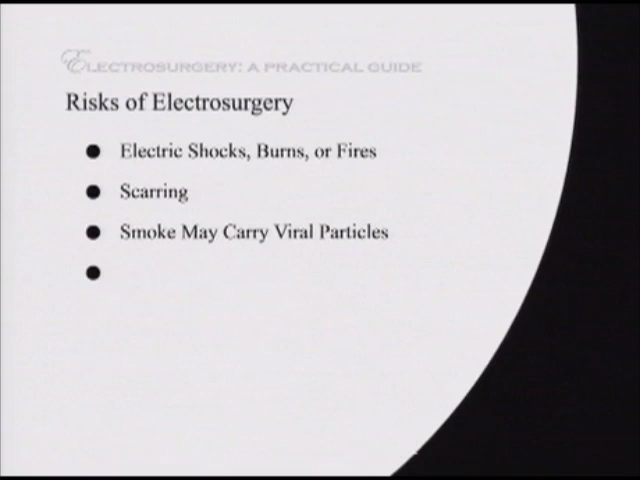 Electrosurgery: A Practical Guide
Risks of Electrosurgery
● Electric Shocks, Burns, or Fires
● Scarring
● Smoke May Carry Viral Particles
●